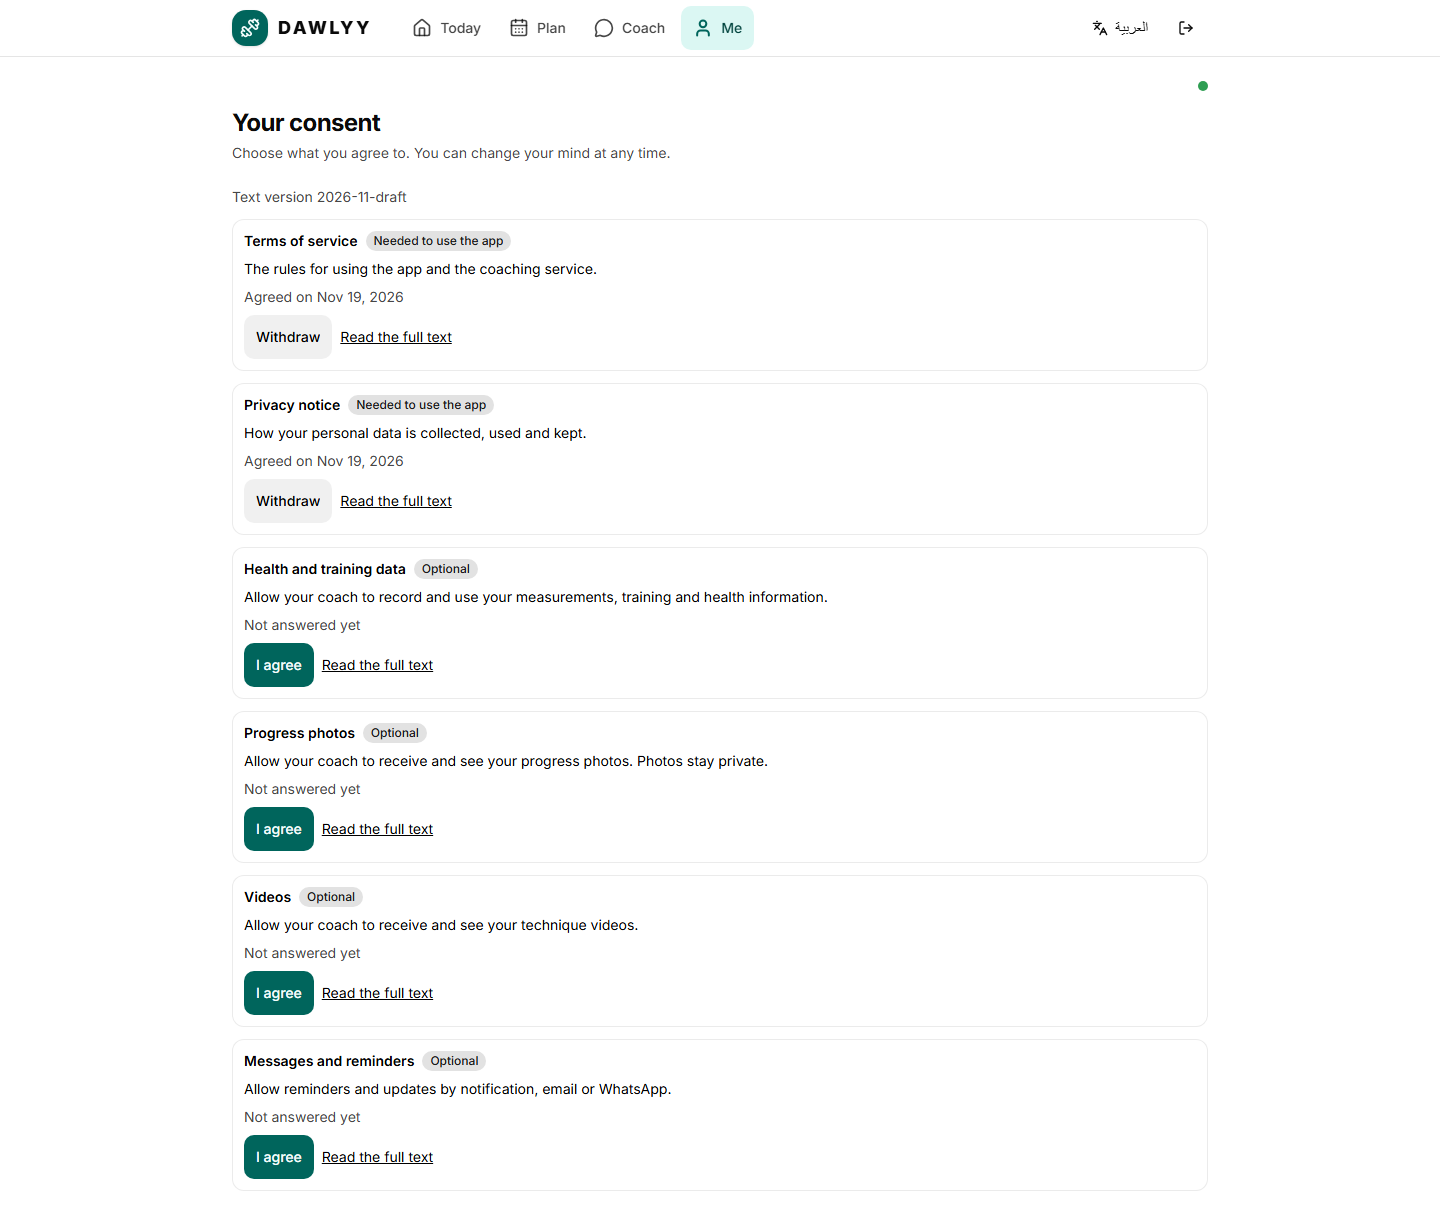 DAWLYY
Today
Plan
Coach
Me
العربية
Your consent
Choose what you agree to. You can change your mind at any time.
Text version 2026-11-draft
Terms of service Needed to use the app
The rules for using the app and the coaching service.
Agreed on Nov 19, 2026
Withdraw Read the full text
Privacy notice Needed to use the app
How your personal data is collected, used and kept.
Agreed on Nov 19, 2026
Withdraw Read the full text
Health and training data Optional
Allow your coach to record and use your measurements, training and health information.
Not answered yet
I agree Read the full text
Progress photos Optional
Allow your coach to receive and see your progress photos. Photos stay private.
Not answered yet
I agree Read the full text
Videos Optional
Allow your coach to receive and see your technique videos.
Not answered yet
I agree Read the full text
Messages and reminders Optional
Allow reminders and updates by notification, email or WhatsApp.
Not answered yet
I agree Read the full text